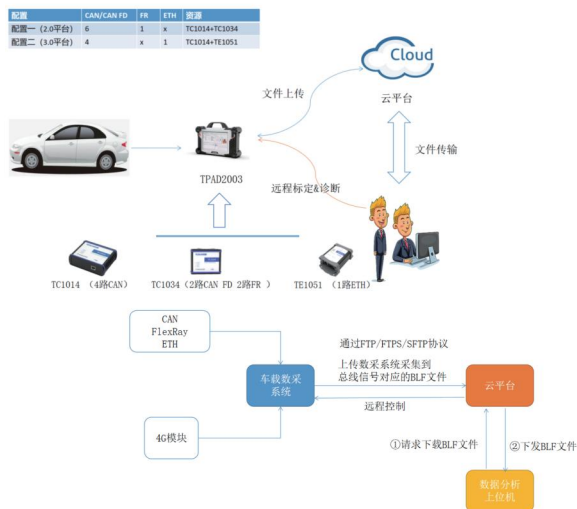 配置 CAN/CAN FD FR ETH 资源
配置一（2.0平台） 6 1 x TC1014+TC1034
配置二（3.0平台） 4 x 1 TC1014+TE1051
Cloud
文件上传
云平台
文件传输
TPAD2003
远程标定&诊断
TC1014 （4路CAN）
TC1034（2路CAN FD 2路FR ）
TE1051 （1路ETH）
CAN
FlexRay
ETH
通过FTP/FTPS/SFTP协议
上传数采系统采集到
总线信号对应的BLF文件
车载数采
系统
云平台
远程控制
4G模块
①请求下载BLF文件
②下发BLF文件
数据分析
上位机